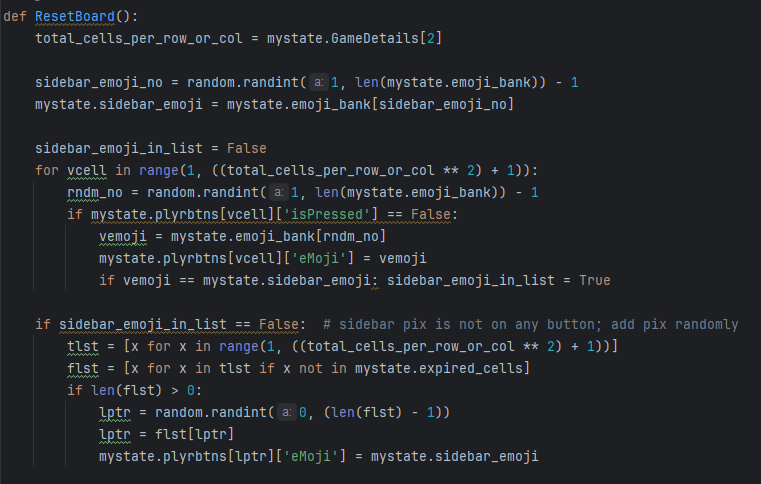 def ResetBoard():
    total_cells_per_row_or_col = mystate.GameDetails[2]

    sidebar_emoji_no = random.randint(a: 1, len(mystate.emoji_bank)) - 1
    mystate.sidebar_emoji = mystate.emoji_bank[sidebar_emoji_no]

    sidebar_emoji_in_list = False
    for vcell in range(1, ((total_cells_per_row_or_col ** 2) + 1)):
        rndm_no = random.randint(a: 1, len(mystate.emoji_bank)) - 1
        if mystate.plyrbtns[vcell]['isPressed'] == False:
            vemoji = mystate.emoji_bank[rndm_no]
            mystate.plyrbtns[vcell]['eMoji'] = vemoji
            if vemoji == mystate.sidebar_emoji: sidebar_emoji_in_list = True

    if sidebar_emoji_in_list == False:  # sidebar pix is not on any button; add pix randomly
        tlst = [x for x in range(1, ((total_cells_per_row_or_col ** 2) + 1))]
        flst = [x for x in tlst if x not in mystate.expired_cells]
        if len(flst) > 0:
            lptr = random.randint(a: 0, (len(flst) - 1))
            lptr = flst[lptr]
            mystate.plyrbtns[lptr]['eMoji'] = mystate.sidebar_emoji